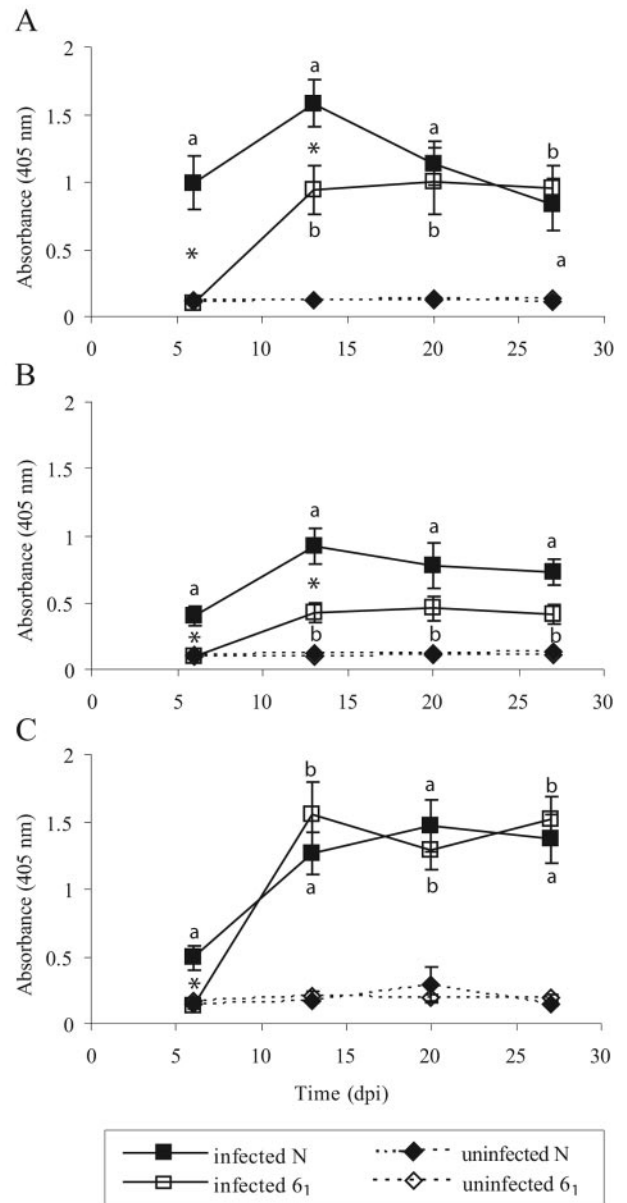 A
2
a
a
a
b
1.5
*
1
b
b
*
a
0.5
0
0 5 10 15 20 25 30
Absorbance (405 nm)
B
2
1.5
a
a
a
1
a
*
0.5
*
b
b
b
0
0 5 10 15 20 25 30
Absorbance (405 nm)
C
2
b
a
b
1.5
a
b
a
1
a
0.5
*
0
0 5 10 15 20 25 30
Absorbance (405 nm)
Time (dpi)
infected N uninfected N
infected 6₁ uninfected 6₁